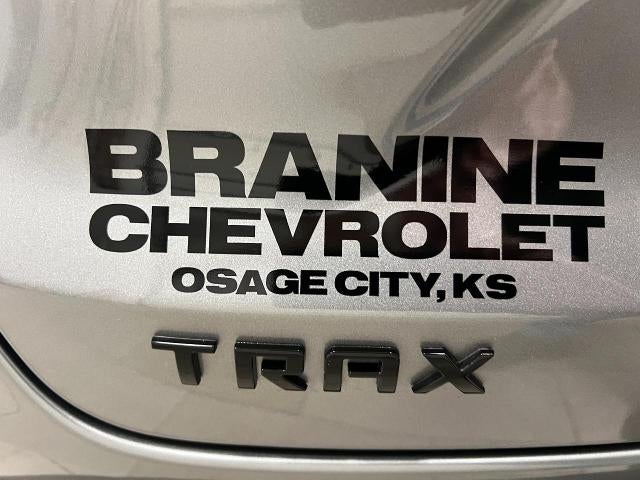 BRANINE
CHEVROLET
OSAGE CITY, KS
TRAX